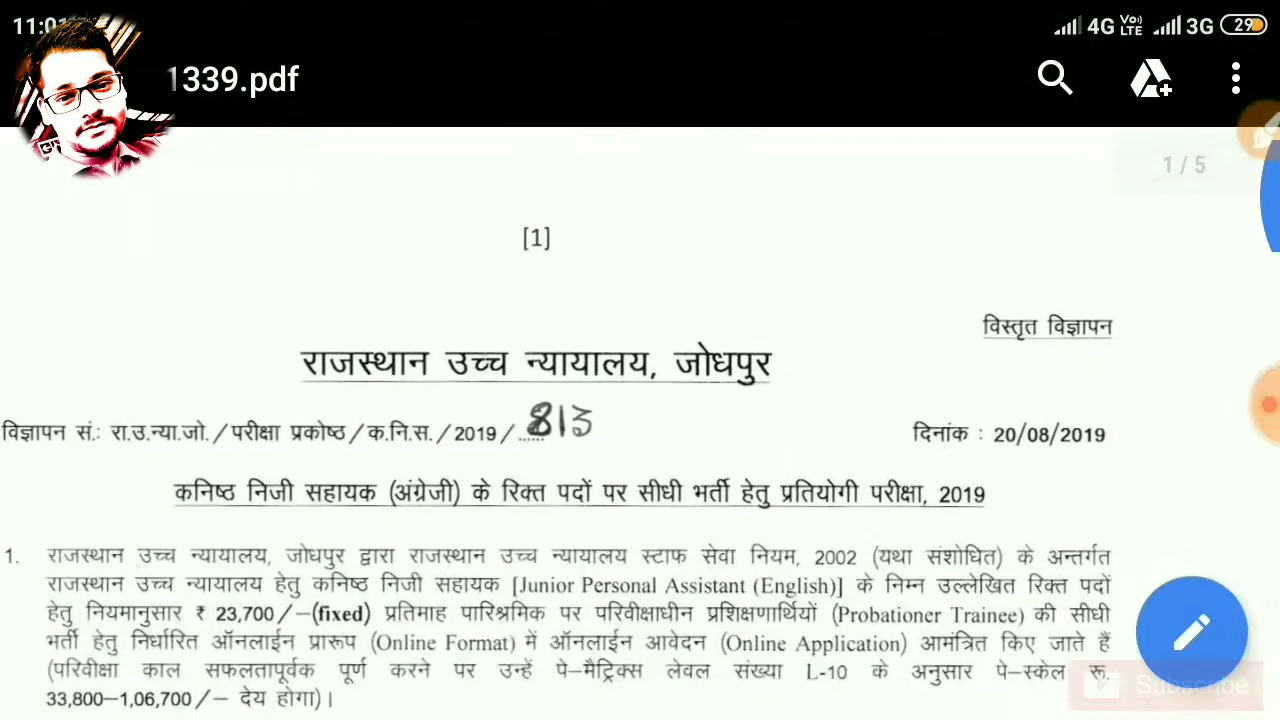 11:01 4G Vo) LTE 3G 29
1339.pdf
1 / 5
[1]
विस्तृत विज्ञापन
राजस्थान उच्च न्यायालय, जोधपुर
विज्ञापन सं.: रा.उ.न्या.जो./परीक्षा प्रकोष्ठ/क.नि.स./2019/......813 दिनांक : 20/08/2019
कनिष्ठ निजी सहायक (अंग्रेजी) के रिक्त पदों पर सीधी भर्ती हेतु प्रतियोगी परीक्षा, 2019
1. राजस्थान उच्च न्यायालय, जोधपुर द्वारा राजस्थान उच्च न्यायालय स्टाफ सेवा नियम, 2002 (यथा संशोधित) के अन्तर्गत
राजस्थान उच्च न्यायालय हेतु कनिष्ठ निजी सहायक [Junior Personal Assistant (English)] के निम्न उल्लेखित रिक्त पदों
हेतु नियमानुसार ₹ 23,700/-(fixed) प्रतिमाह पारिश्रमिक पर परिवीक्षाधीन प्रशिक्षणार्थियों (Probationer Trainee) की सीधी
भर्ती हेतु निर्धारित ऑनलाईन प्रारूप (Online Format) में ऑनलाईन आवेदन (Online Application) आमंत्रित किए जाते हैं
(परिवीक्षा काल सफलतापूर्वक पूर्ण करने पर उन्हें पे-मैट्रिक्स लेवल संख्या L-10 के अनुसार पे-स्केल रू.
33,800-1,06,700/- देय होगा)।
Subscribe